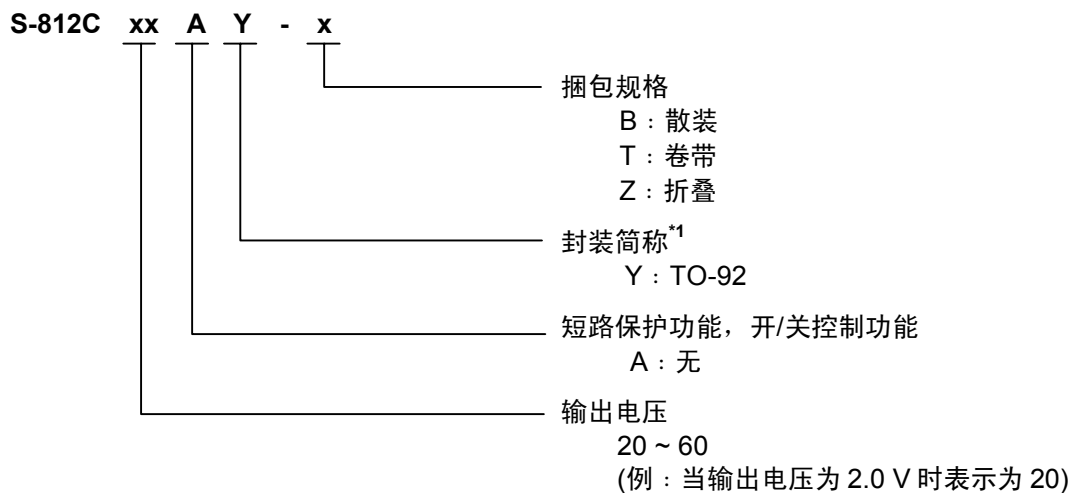 S-812C xx A Y - x
捆包规格
B：散装
T：卷带
Z：折叠
封装简称*1
Y：TO-92
短路保护功能，开/关控制功能
A：无
输出电压
20 ~ 60
(例：当输出电压为 2.0 V 时表示为 20)